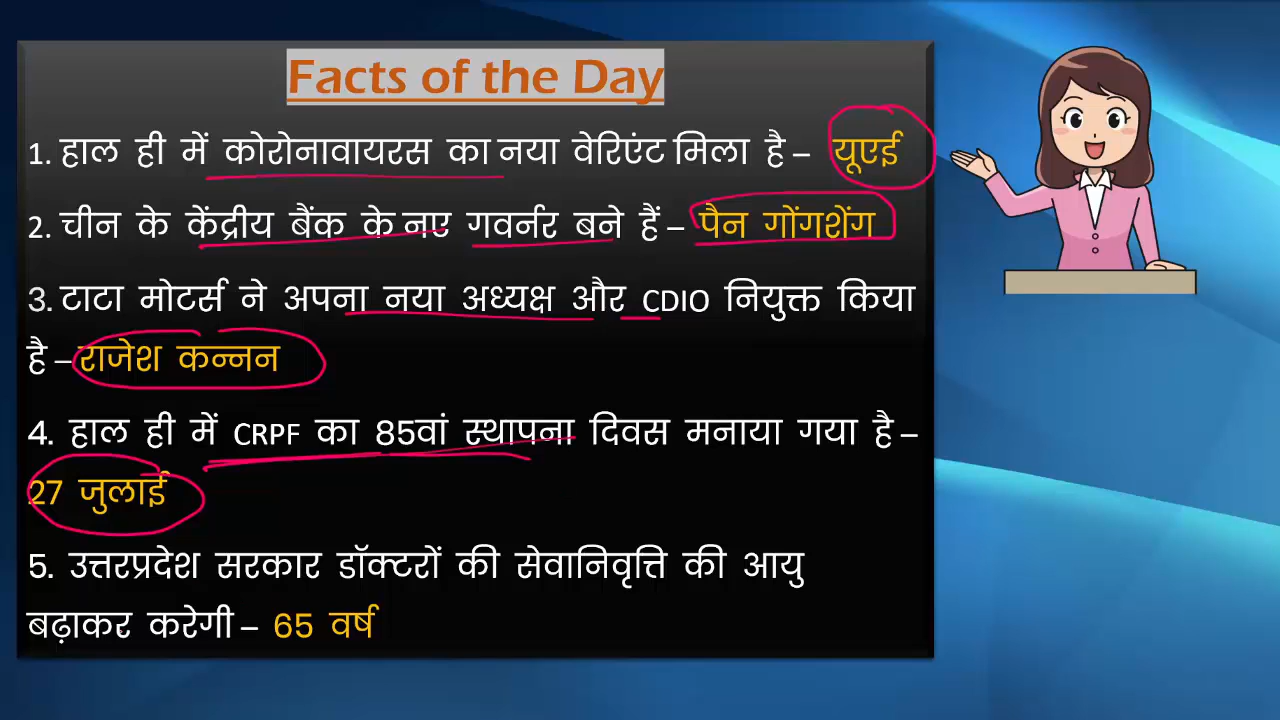 Facts of the Day
1. हाल ही में कोरोनावायरस का नया वेरिएंट मिला है – यूएई
2. चीन के केंद्रीय बैंक के नए गवर्नर बने हैं – पैन गोंगशेंग
3. टाटा मोटर्स ने अपना नया अध्यक्ष और CDIO नियुक्त किया
है – राजेश कन्नन
4. हाल ही में CRPF का 85वां स्थापना दिवस मनाया गया है –
27 जुलाई
5. उत्तरप्रदेश सरकार डॉक्टरों की सेवानिवृत्ति की आयु
बढ़ाकर करेगी – 65 वर्ष